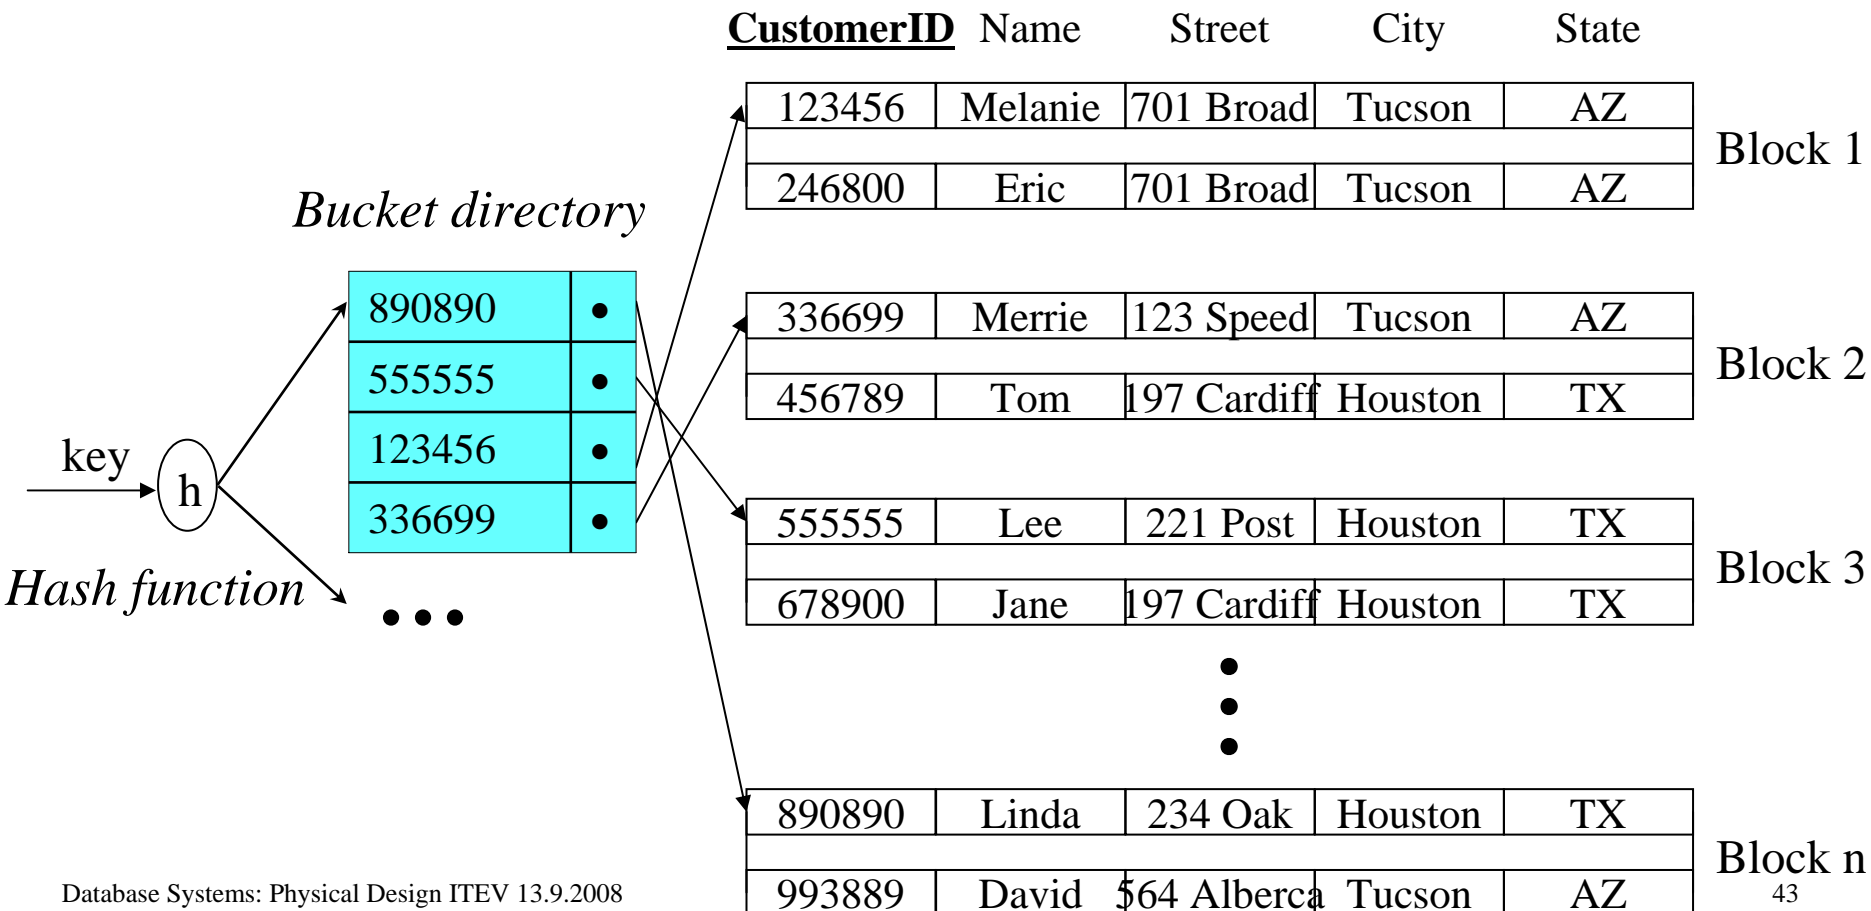 CustomerID Name Street City State
123456 Melanie 701 Broad Tucson AZ
Block 1
246800 Eric 701 Broad Tucson AZ
Bucket directory
890890
336699 Merrie 123 Speed Tucson AZ
Block 2
555555
456789 Tom 197 Cardiff Houston TX
123456
key
h
336699
555555 Lee 221 Post Houston TX
Block 3
Hash function
678900 Jane 197 Cardiff Houston TX
890890 Linda 234 Oak Houston TX
Block n
993889 David 564 Alberca Tucson AZ
Database Systems: Physical Design ITEV 13.9.2008
43